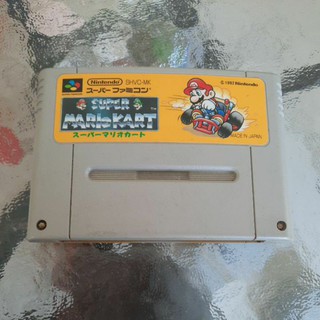 Nintendo SHVC-MK
スーパーファミコン
SUPER
MARIO KART
スーパーマリオカート
© 1992 Nintendo
MADE IN JAPAN